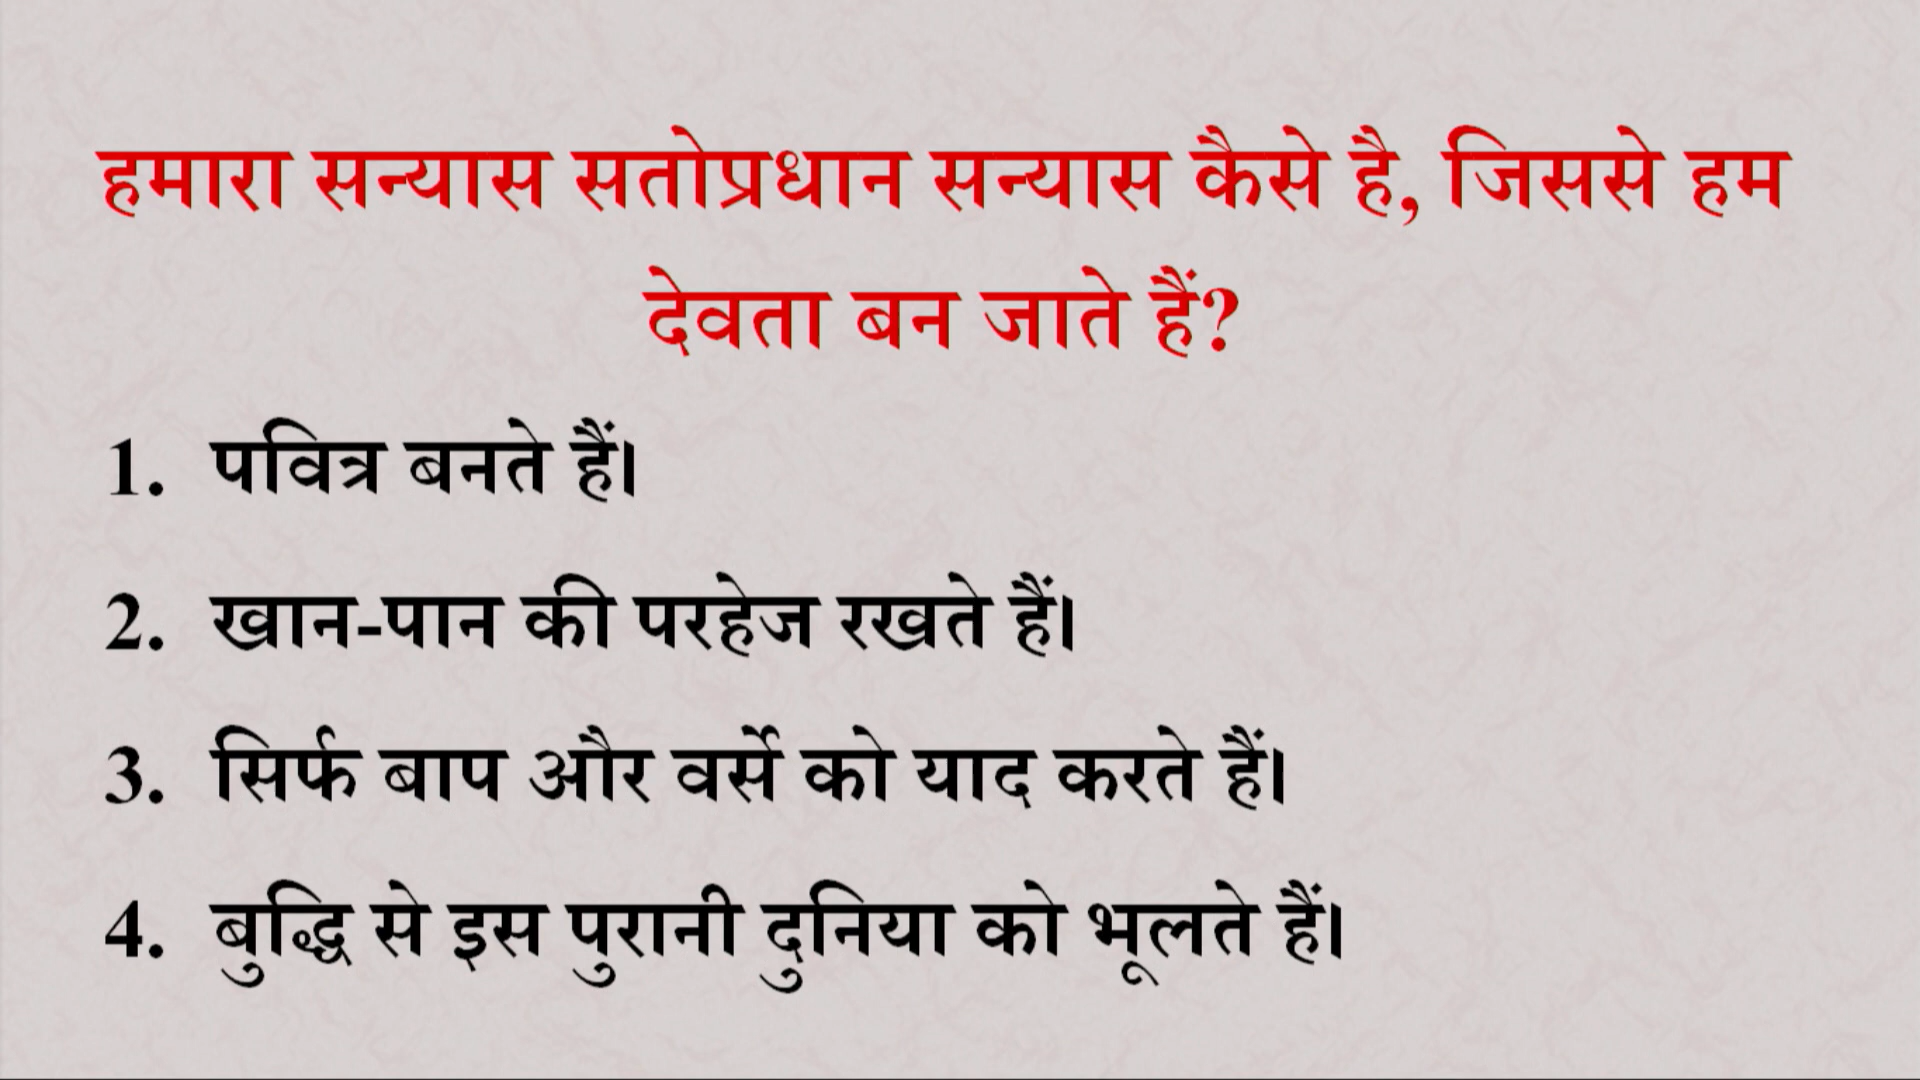 हमारा सन्यास सतोप्रधान सन्यास कैसे है, जिससे हम
देवता बन जाते हैं?
1. पवित्र बनते हैं।
2. खान-पान की परहेज रखते हैं।
3. सिर्फ बाप और वर्से को याद करते हैं।
4. बुद्धि से इस पुरानी दुनिया को भूलते हैं।